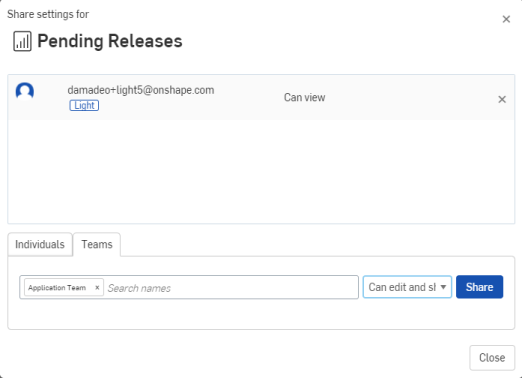 Share settings for
Pending Releases
damadeo+light5@onshape.com
Can view
Light
Individuals
Teams
Application Team
Search names
Can edit and sl
Share
Close